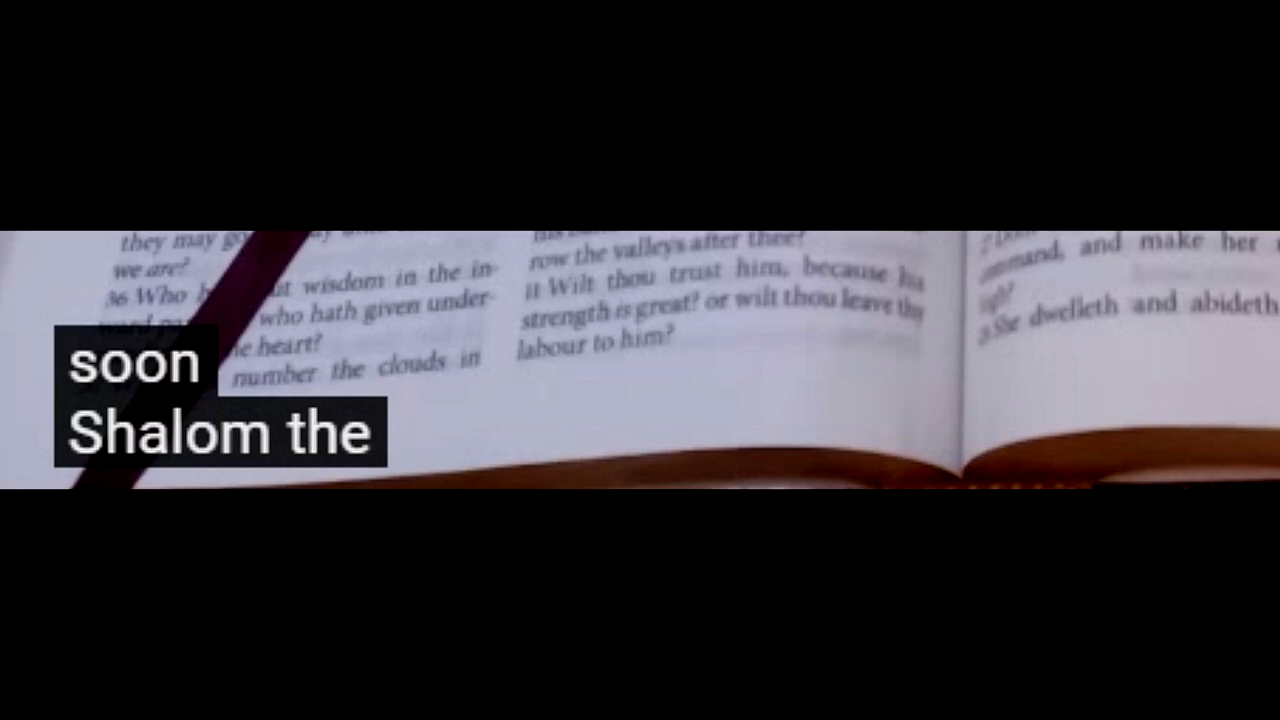 they may go
we are?
36 Who wisdom in the in-
who hath given under-
heart?
number the clouds in
row the valleys after thee?
11 Wilt thou trust him, because his
strength is great? or wilt thou leave thy
labour to him?
and make her
She dwelleth and abideth
soon
Shalom the